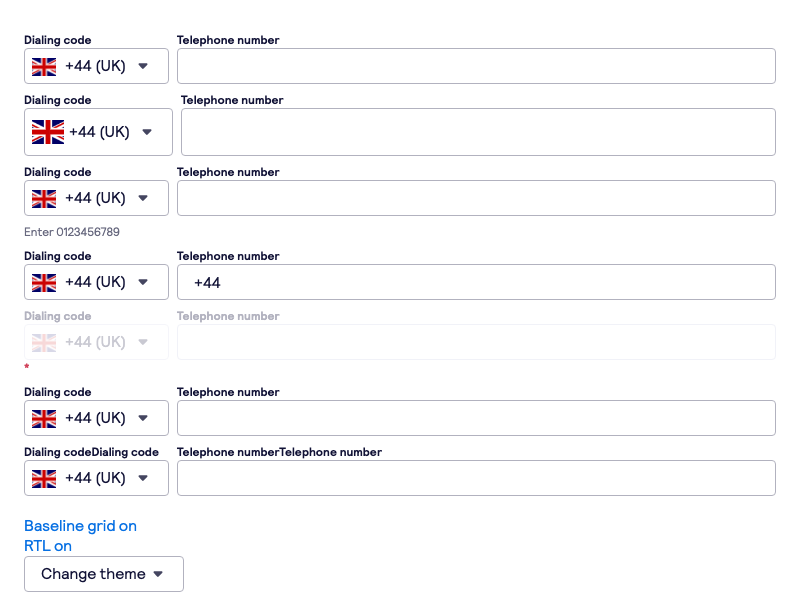 Dialing code Telephone number
+44 (UK)
Dialing code Telephone number
+44 (UK)
Dialing code Telephone number
+44 (UK)
Enter 0123456789
Dialing code Telephone number
+44 (UK) +44
Dialing code Telephone number
+44 (UK)
*
Dialing code Telephone number
+44 (UK)
Dialing codeDialing code Telephone numberTelephone number
+44 (UK)
Baseline grid on
RTL on
Change theme